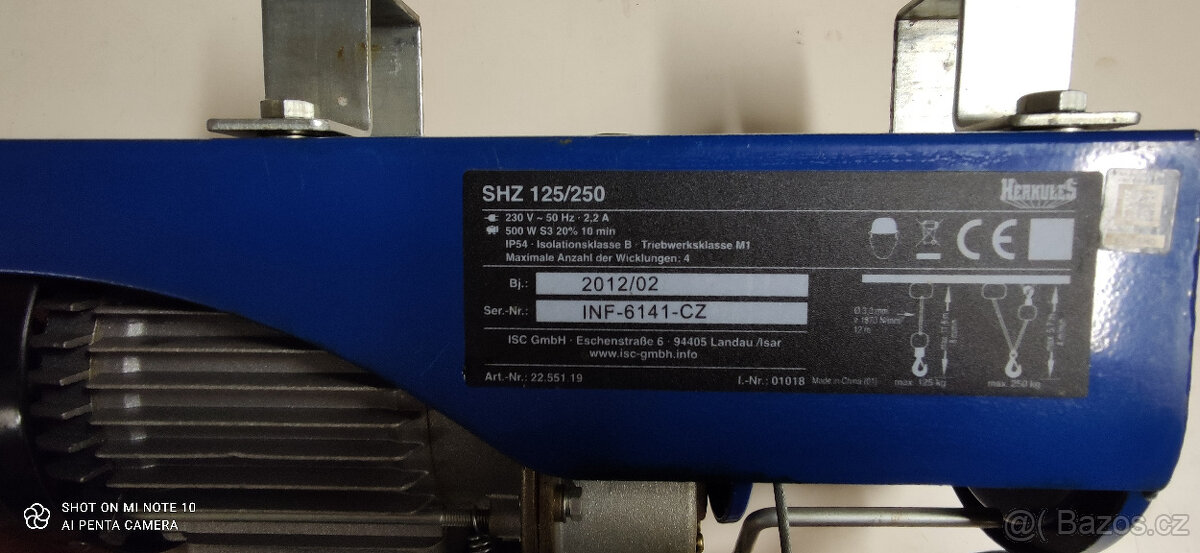 SHZ 125/250
HERKULES
230 V ~ 50 Hz · 2,2 A
500 W S3 20% 10 min
IP54 · Isolationsklasse B · Triebwerksklasse M1
Maximale Anzahl der Wicklungen: 4
CE
Bj.: 2012/02
Ser.-Nr.: INF-6141-CZ
ISC GmbH · Eschenstraße 6 · 94405 Landau /Isar
www.isc-gmbh.info
Art.-Nr.: 22.551.19
I.-Nr.: 01018
Made in China (01)
12 m
max. 125 kg
max. 250 kg
SHOT ON MI NOTE 10
AI PENTA CAMERA
@( Bazos.cz